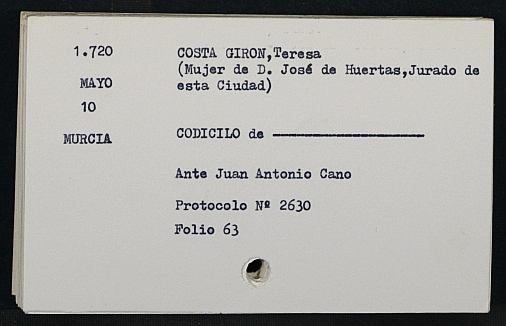 1.720
MAYO
10
MURCIA
COSTA GIRON,Teresa
(Mujer de D. José de Huertas,Jurado de
esta Ciudad)
CODICILO de ————————
Ante Juan Antonio Cano
Protocolo Nº 2630
Folio 63